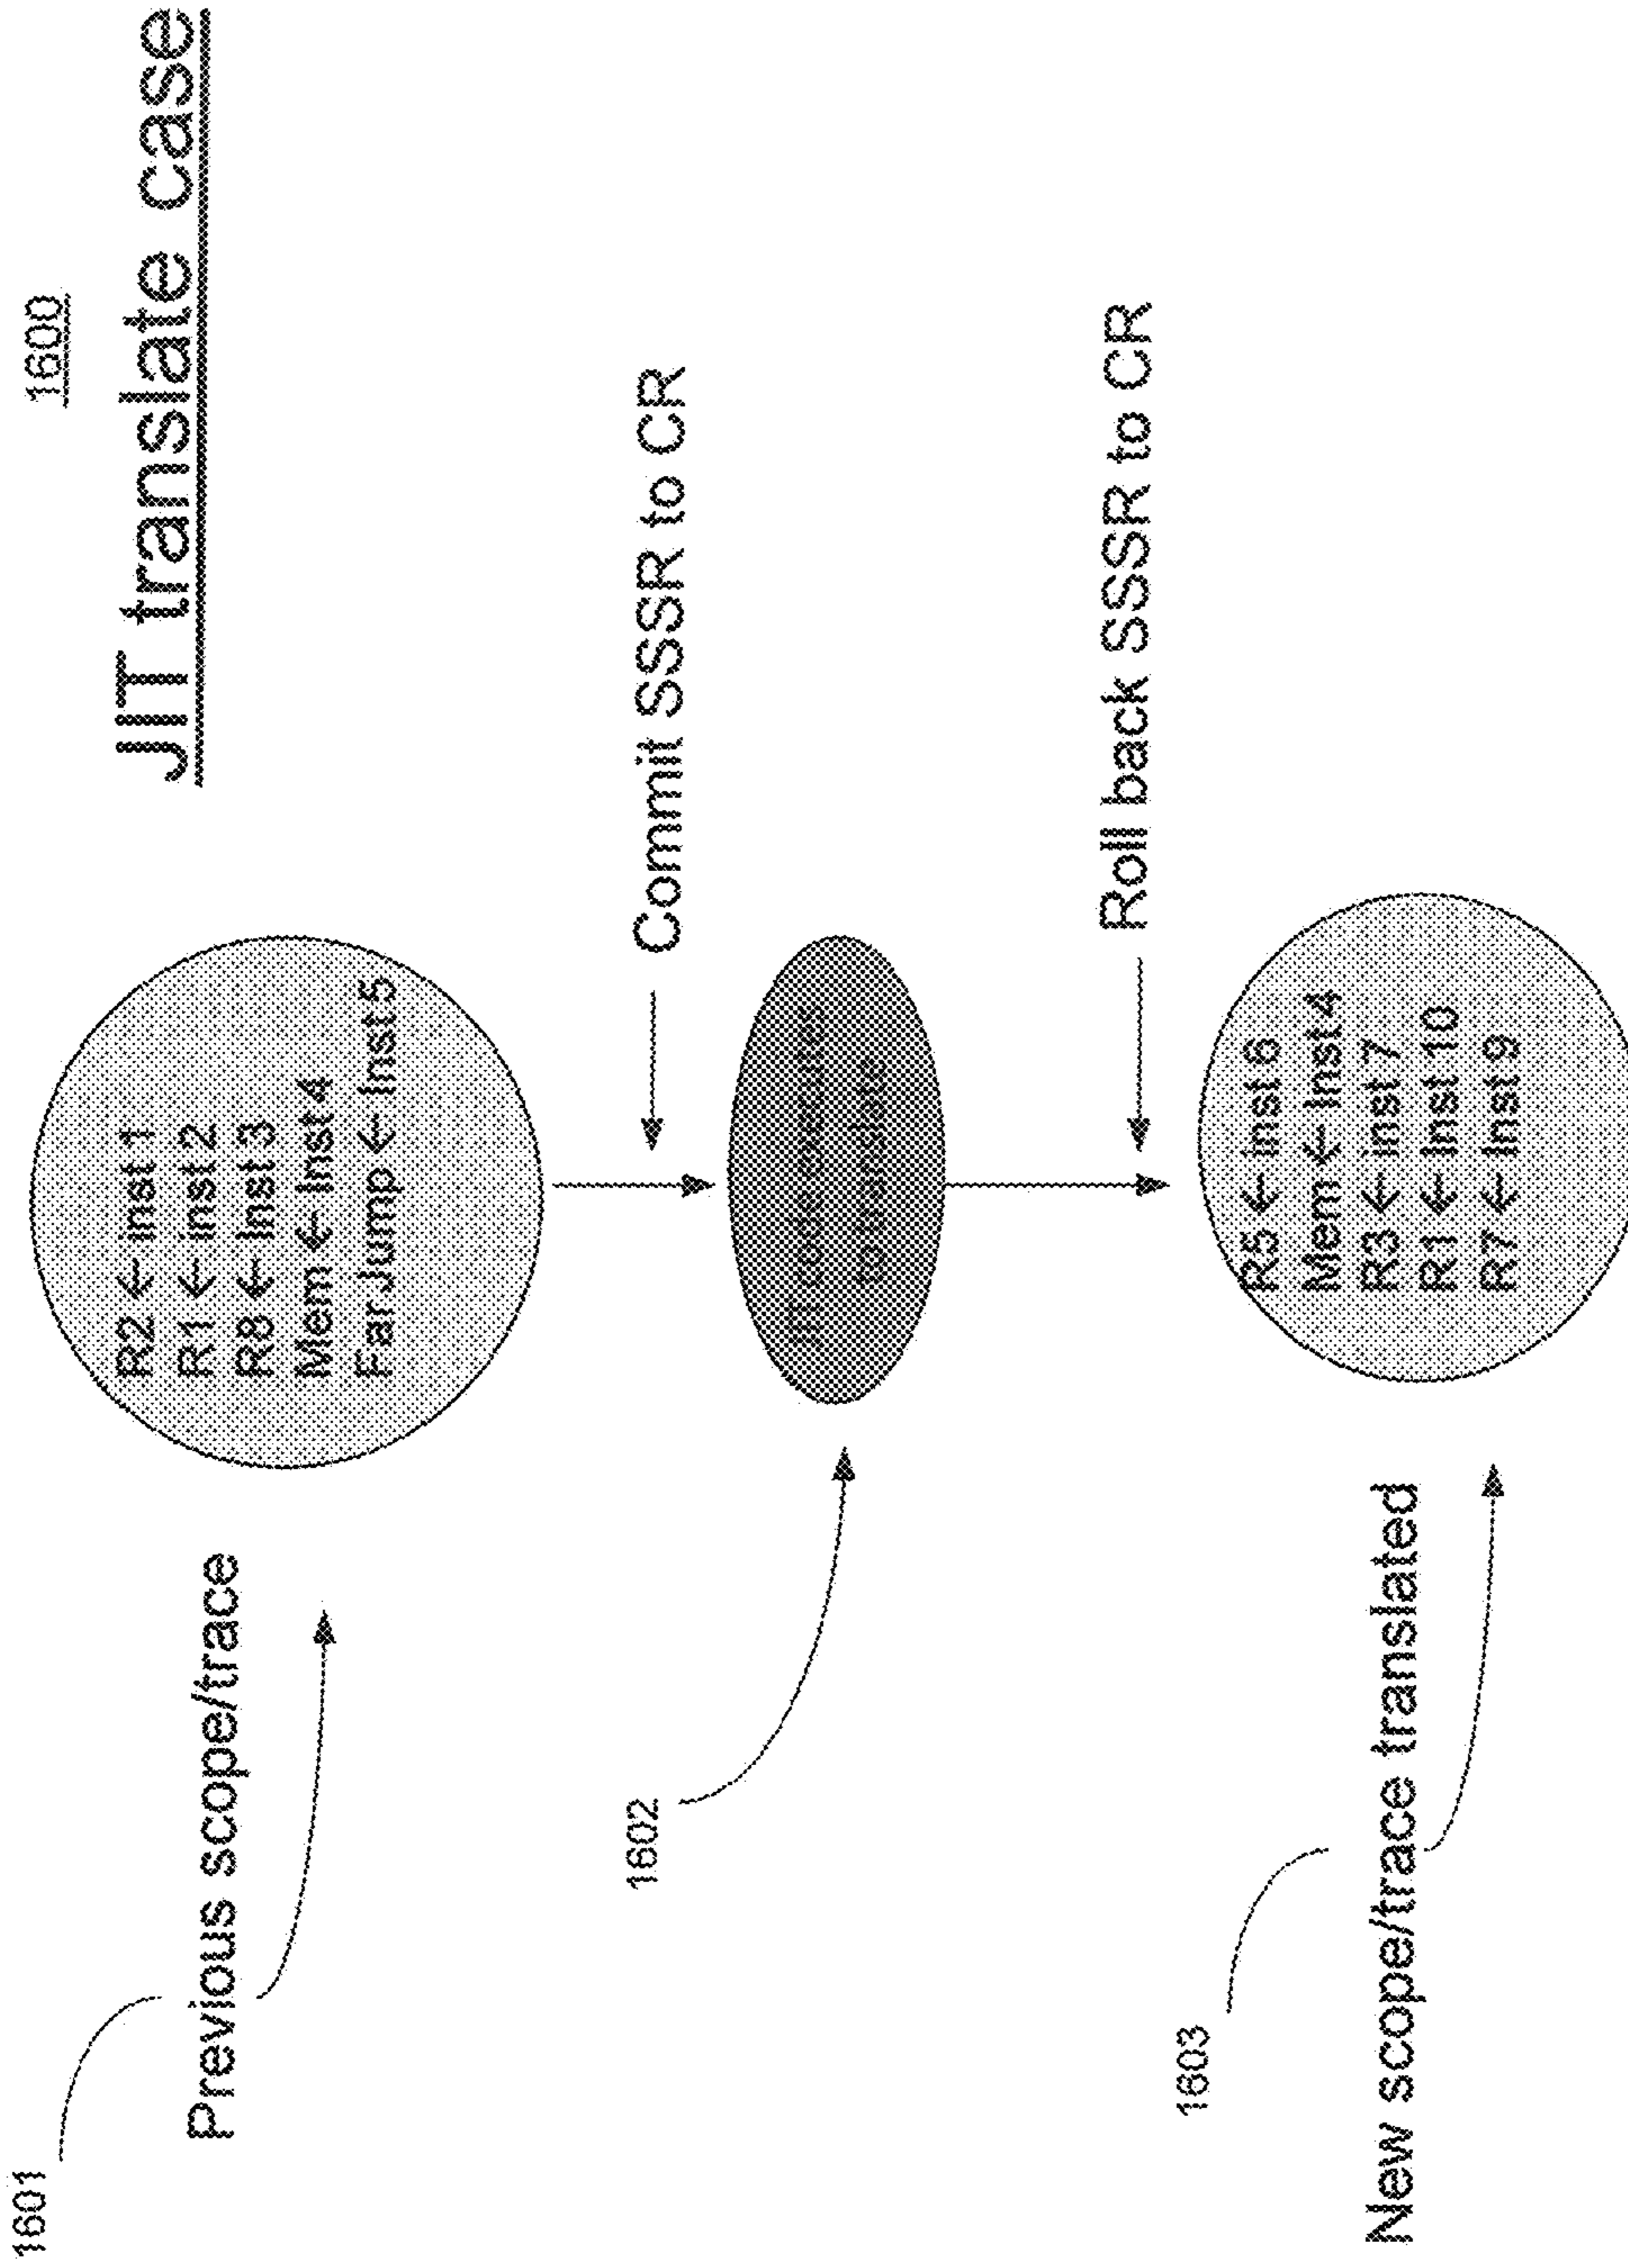 1600
JIT translate case
1601
Previous scope/trace
R2 ← Inst 1
R1 ← inst 2
R8 ← Inst 3
Mem ← Inst 4
Far Jump ← Inst 5
Commit SSSR to CR
1602
to translate
Roll back SSSR to CR
1603
New scope/trace translated
R5 ← Inst 6
Mem ← Inst 4
R3 ← inst 7
R1 ← Inst 10
R7 ← Inst 9